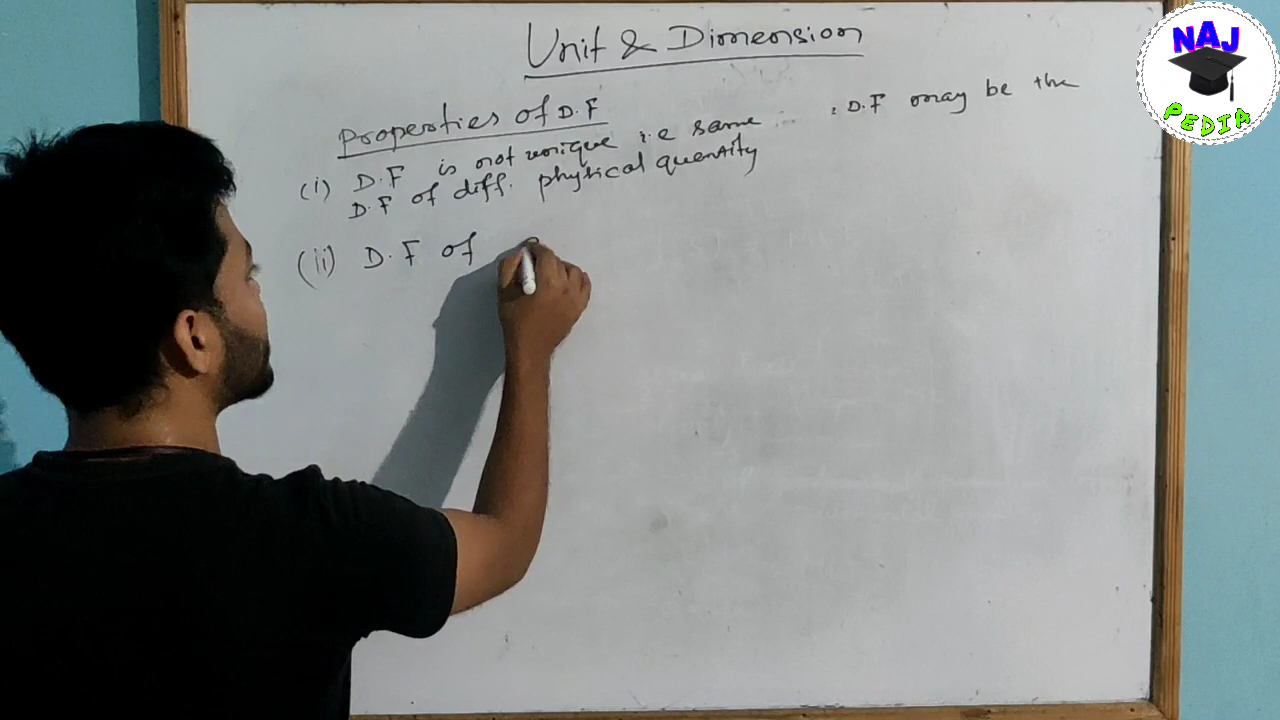 Unit & Dimension
Properties of D.F
(i) D.F is not unique i.e same D.F may be the
D.F of diff. physical quantity
(ii) D.F of
NAJ
PEDIA